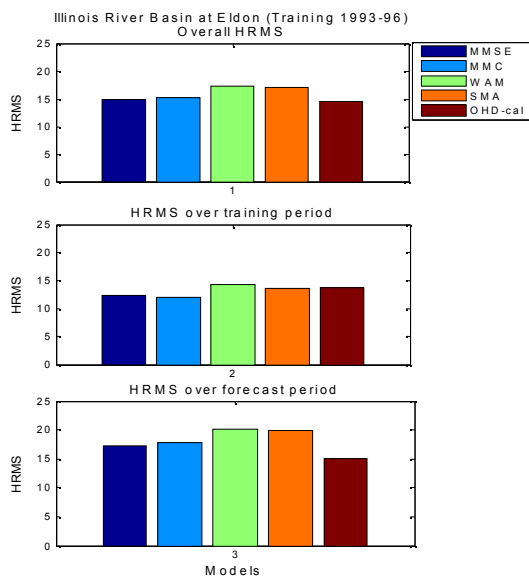 Illinois River Basin at Eldon (Training 1993-96)
Overall HRMS
25
20
15
10
5
0
HRMS
1
MMSE
MMC
WAM
SMA
OHD-cal
HRMS over training period
25
20
15
10
5
0
HRMS
2
HRMS over forecast period
25
20
15
10
5
0
HRMS
3
Models